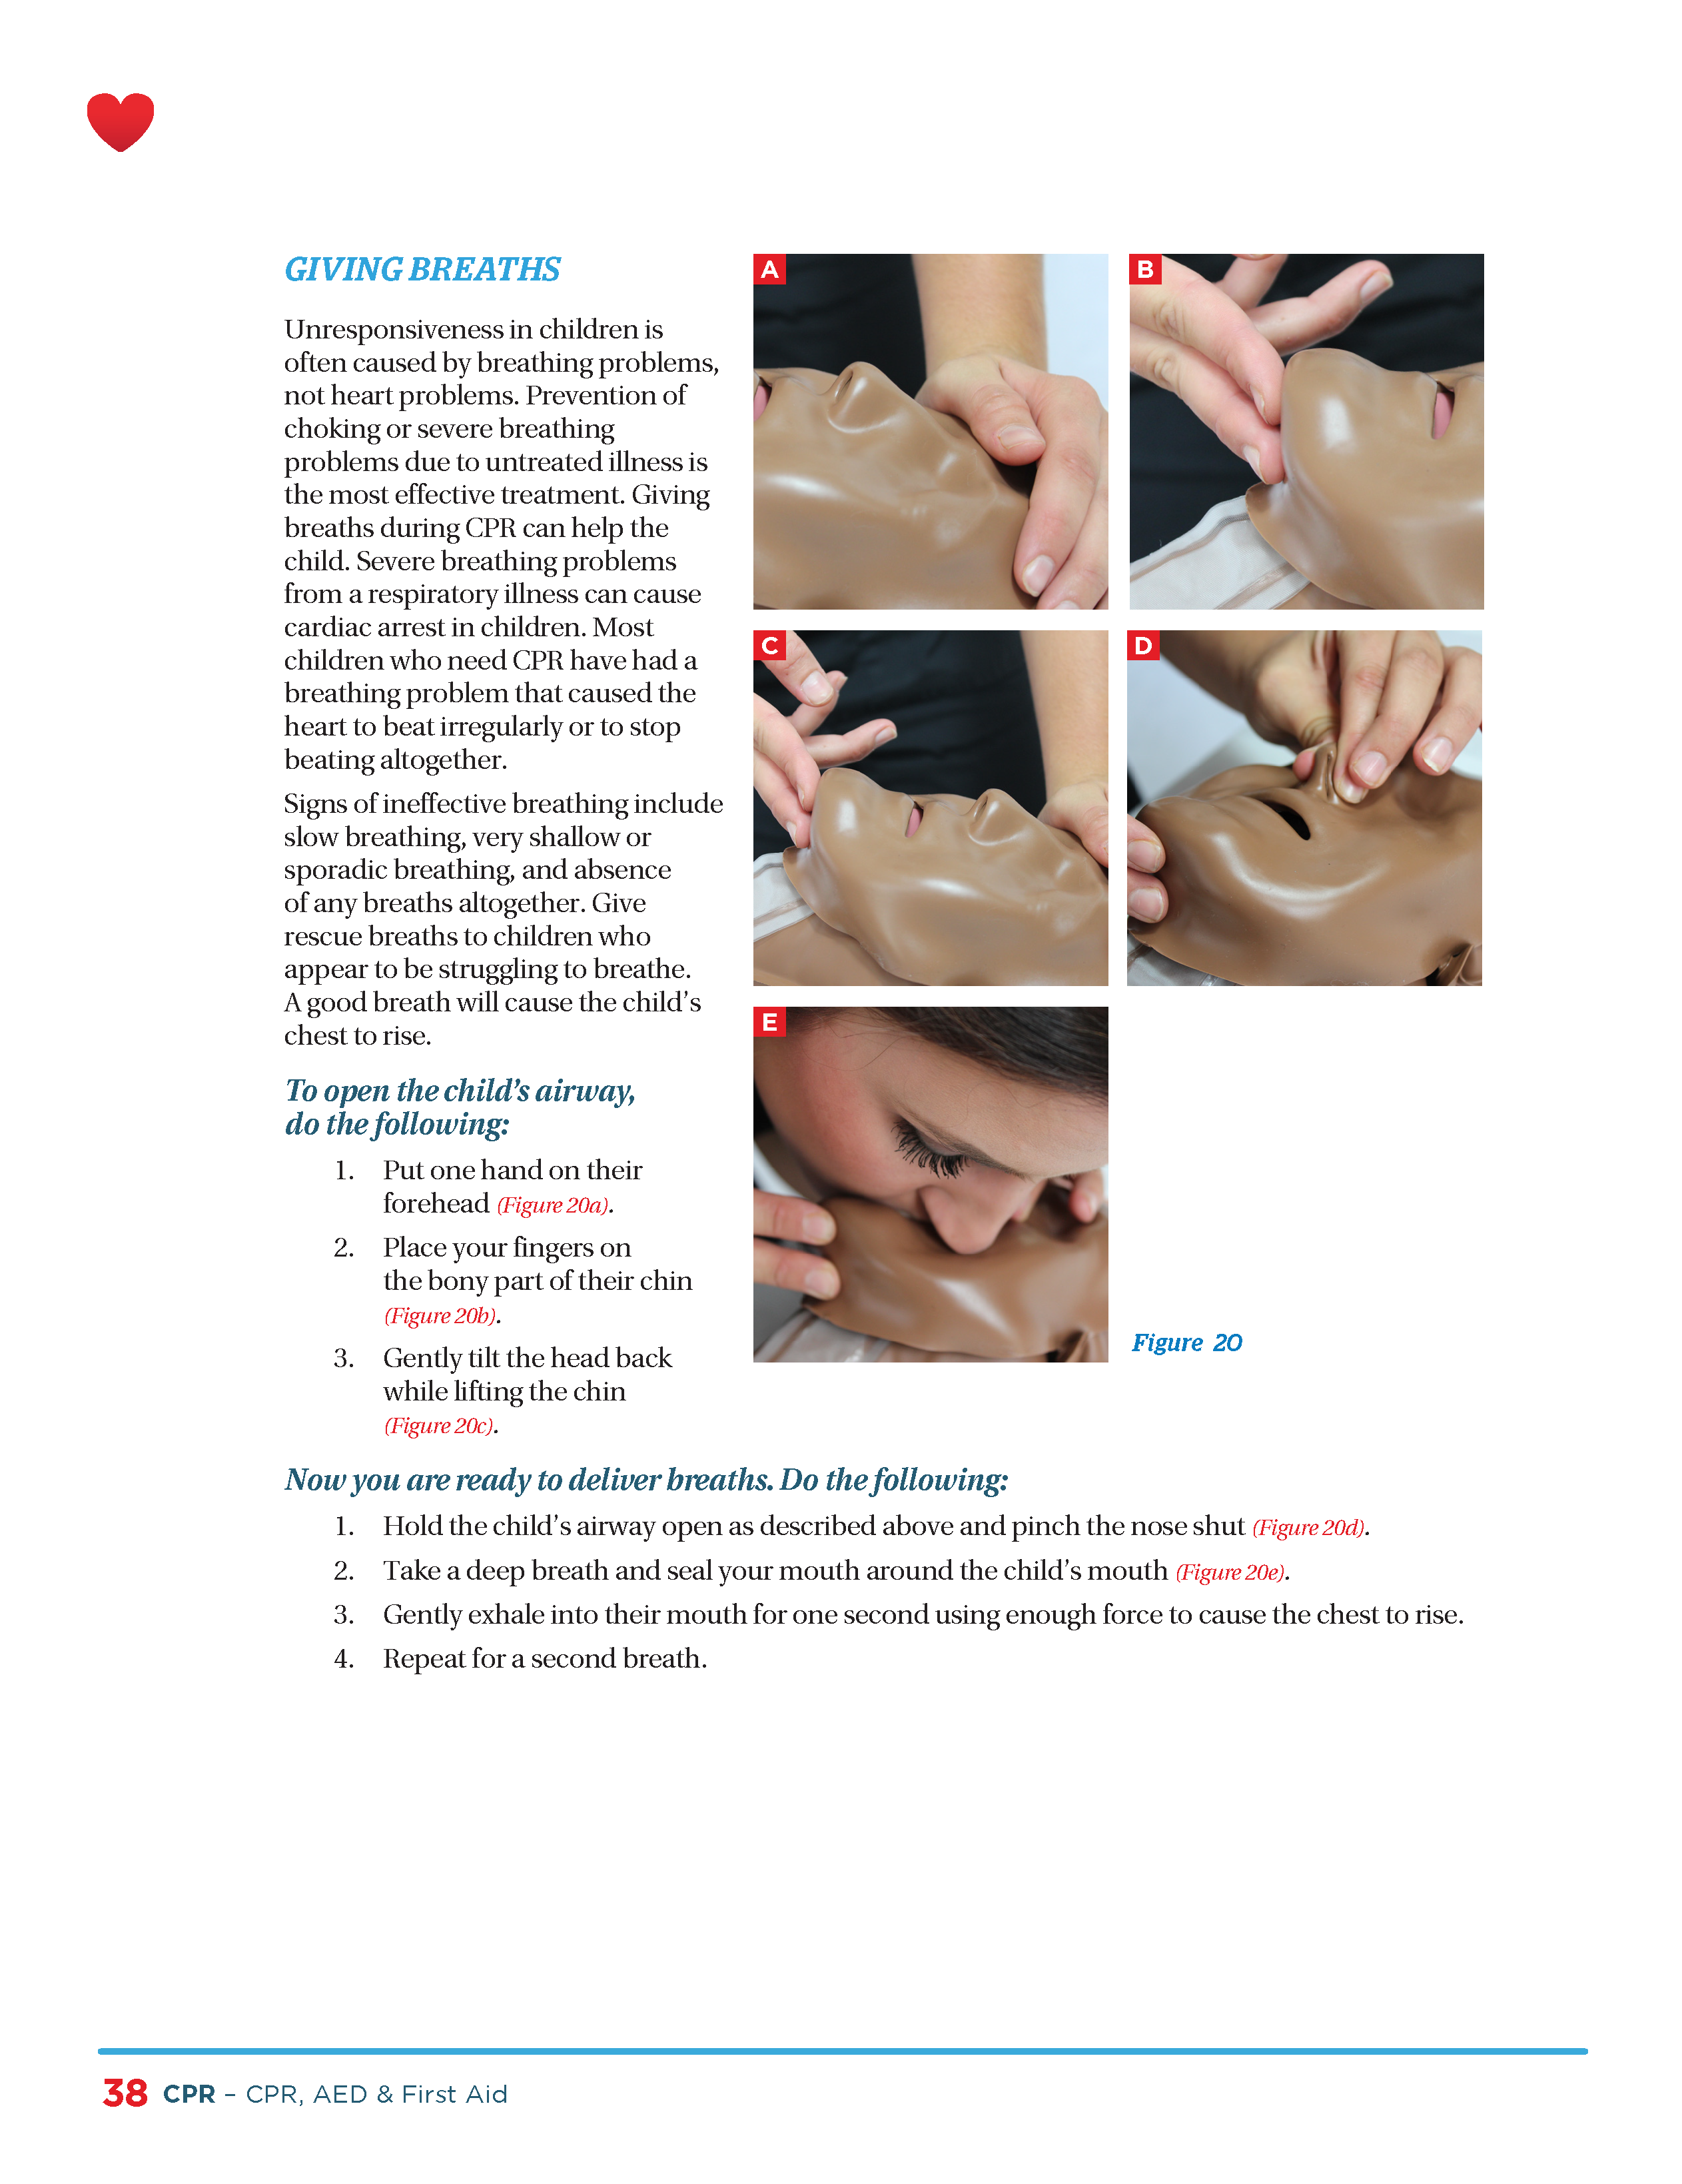 GIVING BREATHS
Unresponsiveness in children is
often caused by breathing problems,
not heart problems. Prevention of
choking or severe breathing
problems due to untreated illness is
the most effective treatment. Giving
breaths during CPR can help the
child. Severe breathing problems
from a respiratory illness can cause
cardiac arrest in children. Most
children who need CPR have had a
breathing problem that caused the
heart to beat irregularly or to stop
beating altogether.
Signs of ineffective breathing include
slow breathing, very shallow or
sporadic breathing, and absence
of any breaths altogether. Give
rescue breaths to children who
appear to be struggling to breathe.
A good breath will cause the child’s
chest to rise.
To open the child’s airway,
do the following:
1. Put one hand on their
forehead (Figure 20a).
2. Place your fingers on
the bony part of their chin
(Figure 20b).
3. Gently tilt the head back
while lifting the chin
(Figure 20c).
A
B
C
D
E
Figure 20
Now you are ready to deliver breaths. Do the following:
1. Hold the child’s airway open as described above and pinch the nose shut (Figure 20d).
2. Take a deep breath and seal your mouth around the child’s mouth (Figure 20e).
3. Gently exhale into their mouth for one second using enough force to cause the chest to rise.
4. Repeat for a second breath.
38 CPR – CPR, AED & First Aid